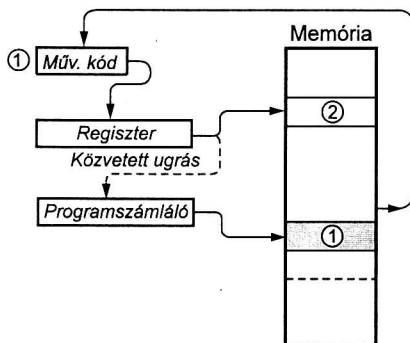 Memória
① Műv. kód
②
Regiszter
Közvetett ugrás
Programszámláló
①